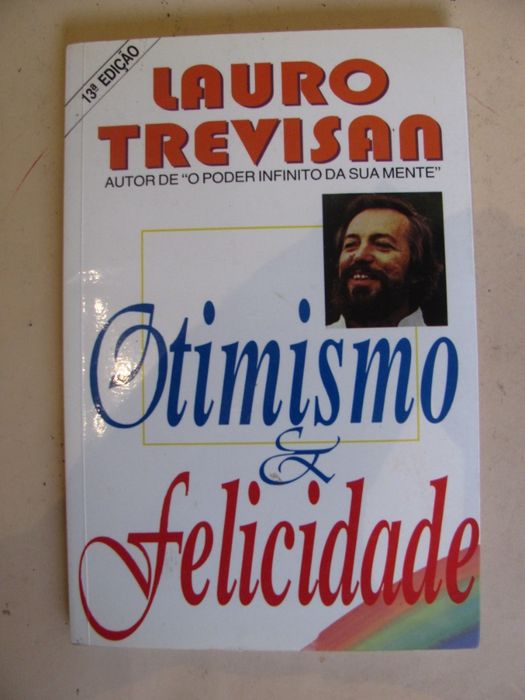 13ª EDIÇÃO
LAURO
TREVISAN
AUTOR DE "O PODER INFINITO DA SUA MENTE"
Otimismo
&
felicidade